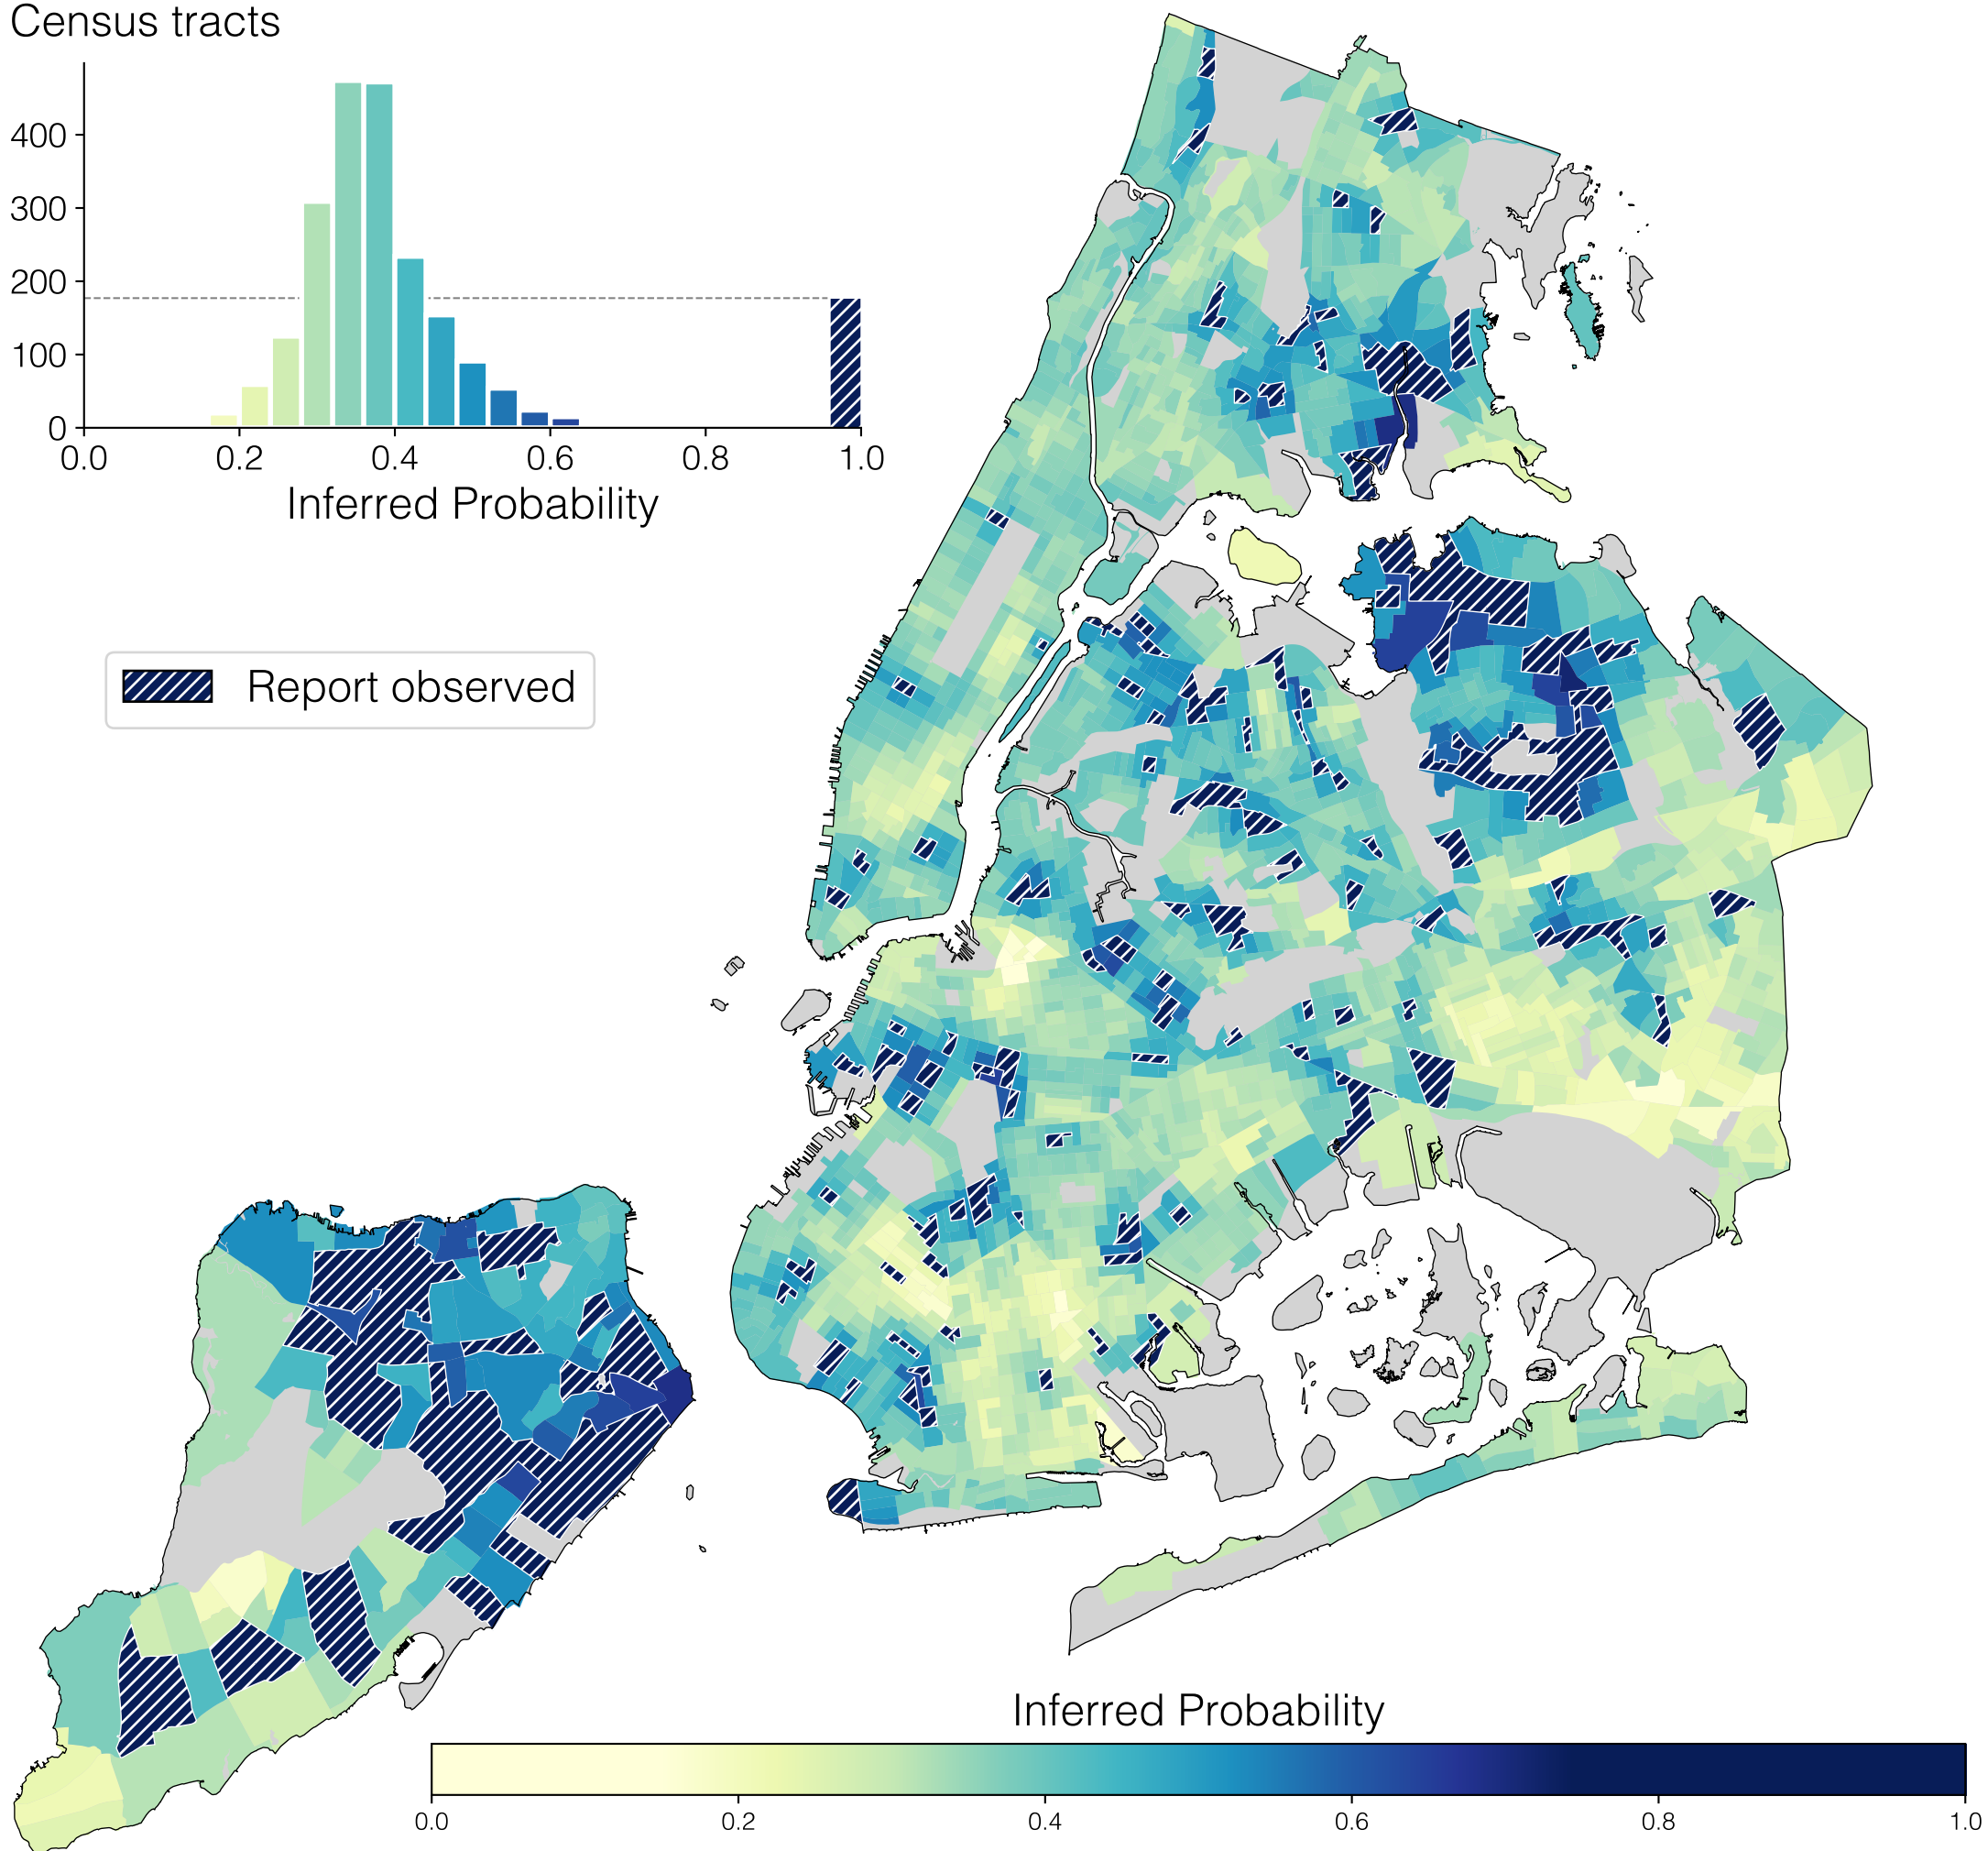 Census tracts
400
300
200
100
0
0.0 0.2 0.4 0.6 0.8 1.0
Inferred Probability
Report observed
Inferred Probability
0.0 0.2 0.4 0.6 0.8 1.0